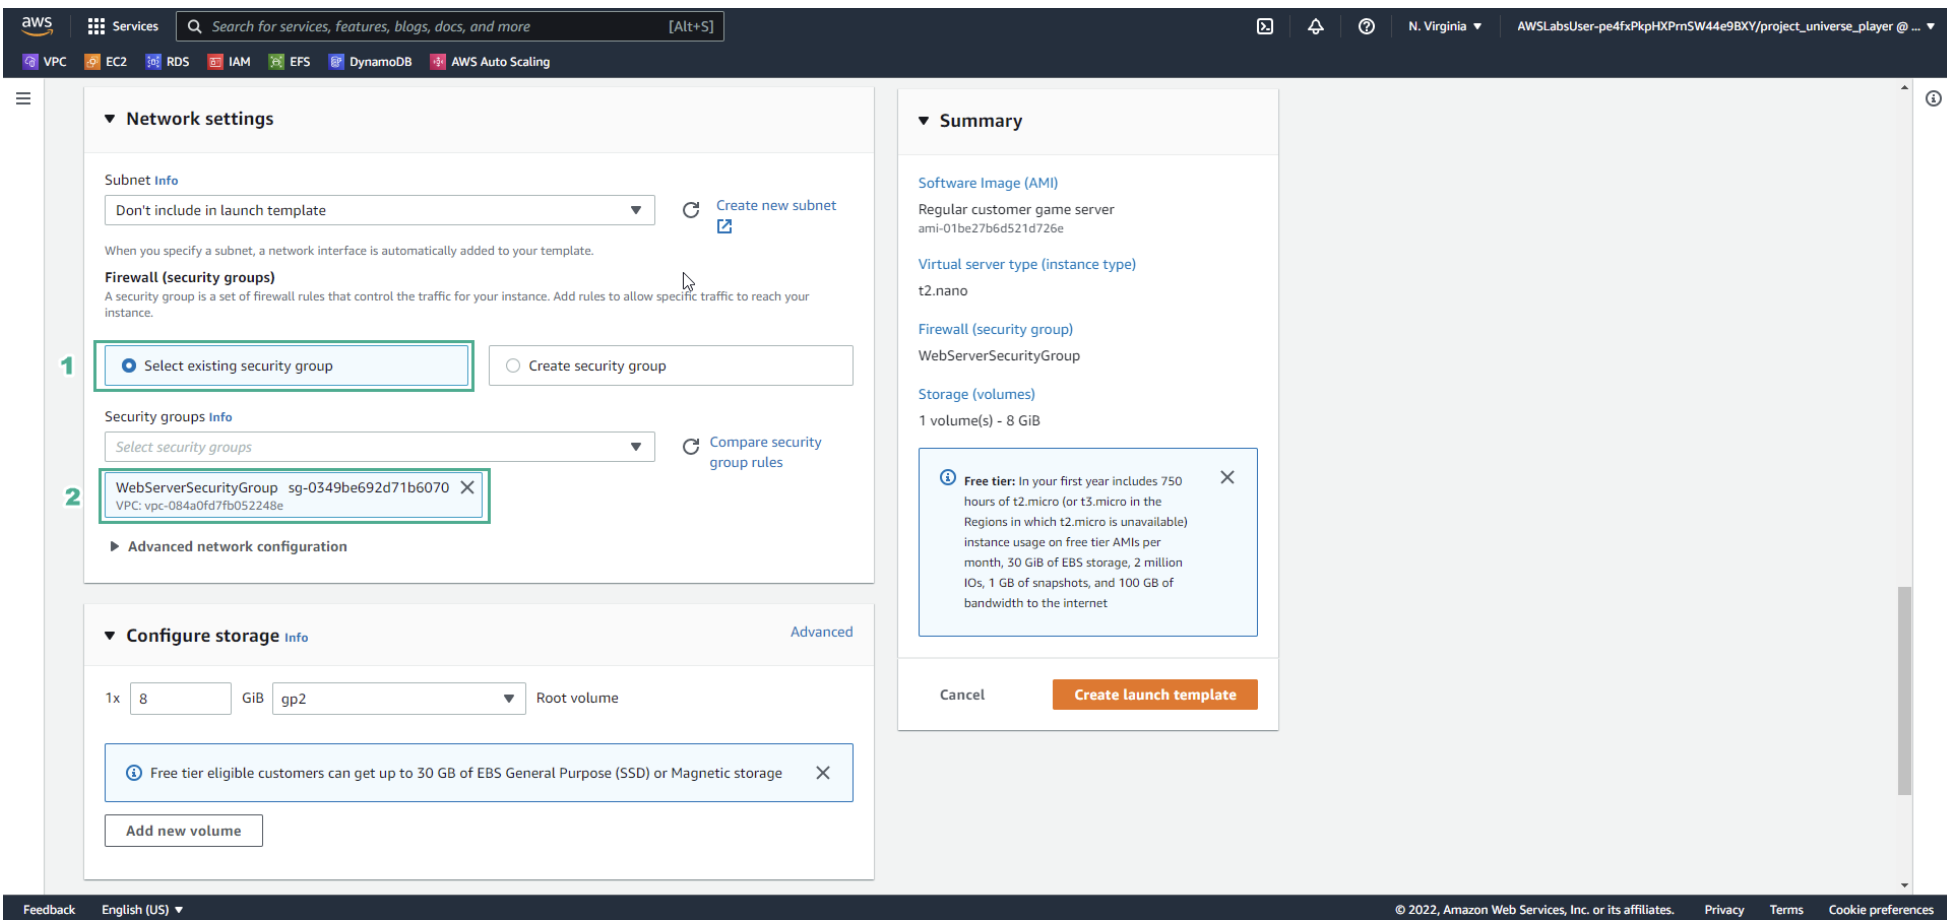 aws
Services
Search for services, features, blogs, docs, and more
[Alt+S]
N. Virginia
AWSLabsUser-pe4fxPkpHXPrnSW44e9BXY/project_universe_player @ ...
VPC
EC2
RDS
IAM
EFS
DynamoDB
AWS Auto Scaling
Network settings
Subnet Info
Don't include in launch template
Create new subnet
When you specify a subnet, a network interface is automatically added to your template.
Firewall (security groups)
A security group is a set of firewall rules that control the traffic for your instance. Add rules to allow specific traffic to reach your
instance.
1
Select existing security group
Create security group
Security groups Info
Select security groups
Compare security
group rules
2
WebServerSecurityGroup sg-0349be692d71b6070
VPC: vpc-084a0fd7fb052248e
Advanced network configuration
Configure storage Info
Advanced
1x
8
GiB
gp2
Root volume
Free tier eligible customers can get up to 30 GB of EBS General Purpose (SSD) or Magnetic storage
Add new volume
Summary
Software Image (AMI)
Regular customer game server
ami-01be27b6d521d726e
Virtual server type (instance type)
t2.nano
Firewall (security group)
WebServerSecurityGroup
Storage (volumes)
1 volume(s) - 8 GiB
Free tier: In your first year includes 750
hours of t2.micro (or t3.micro in the
Regions in which t2.micro is unavailable)
instance usage on free tier AMIs per
month, 30 GiB of EBS storage, 2 million
IOs, 1 GB of snapshots, and 100 GB of
bandwidth to the internet
Cancel
Create launch template
Feedback
English (US)
© 2022, Amazon Web Services, Inc. or its affiliates.
Privacy
Terms
Cookie preferences